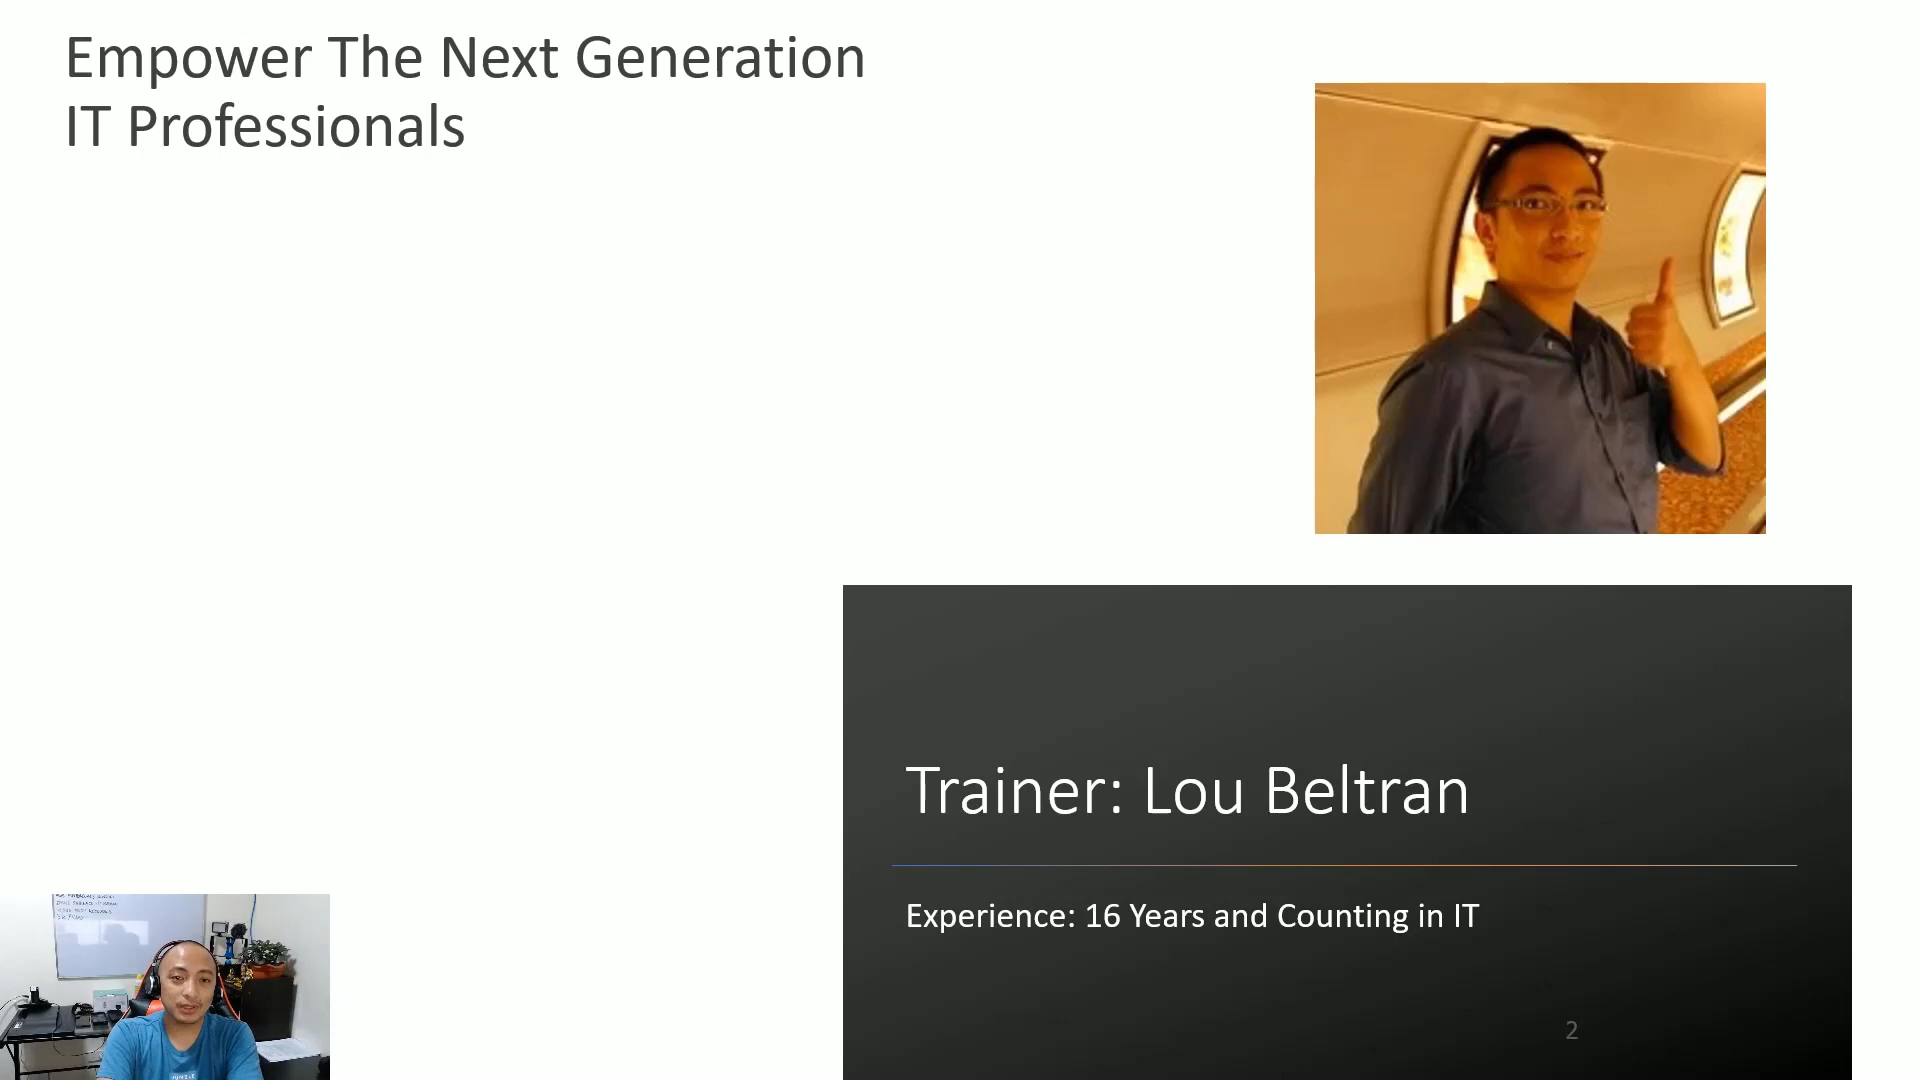 Empower The Next Generation
IT Professionals
Trainer: Lou Beltran
Experience: 16 Years and Counting in IT
2